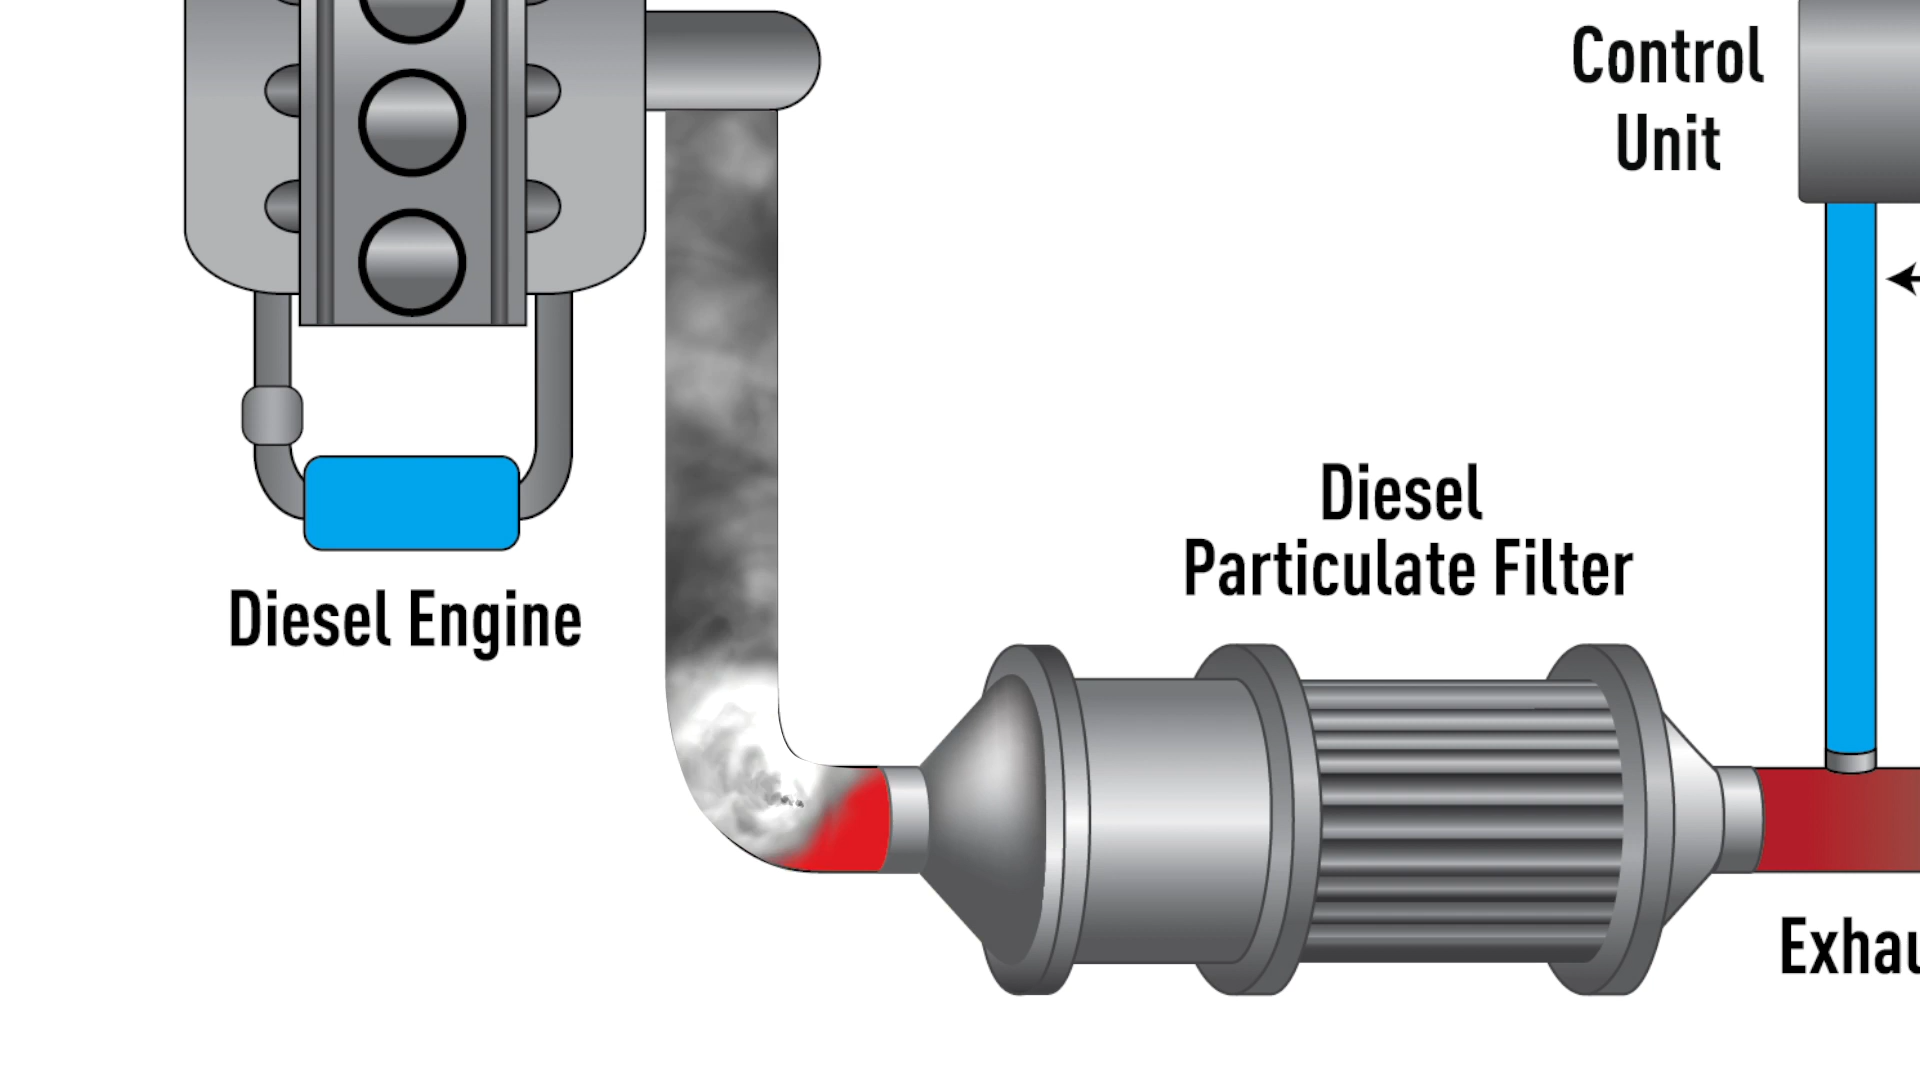 Control
Unit
Diesel
Particulate Filter
Diesel Engine